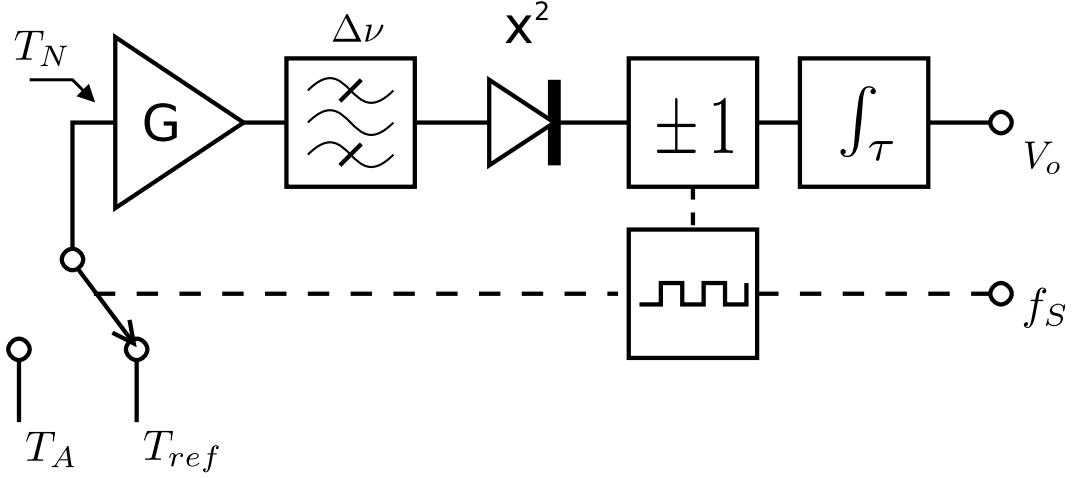 Δν
x²
T_N
G
±1
∫_τ
V_o
f_S
T_A
T_ref